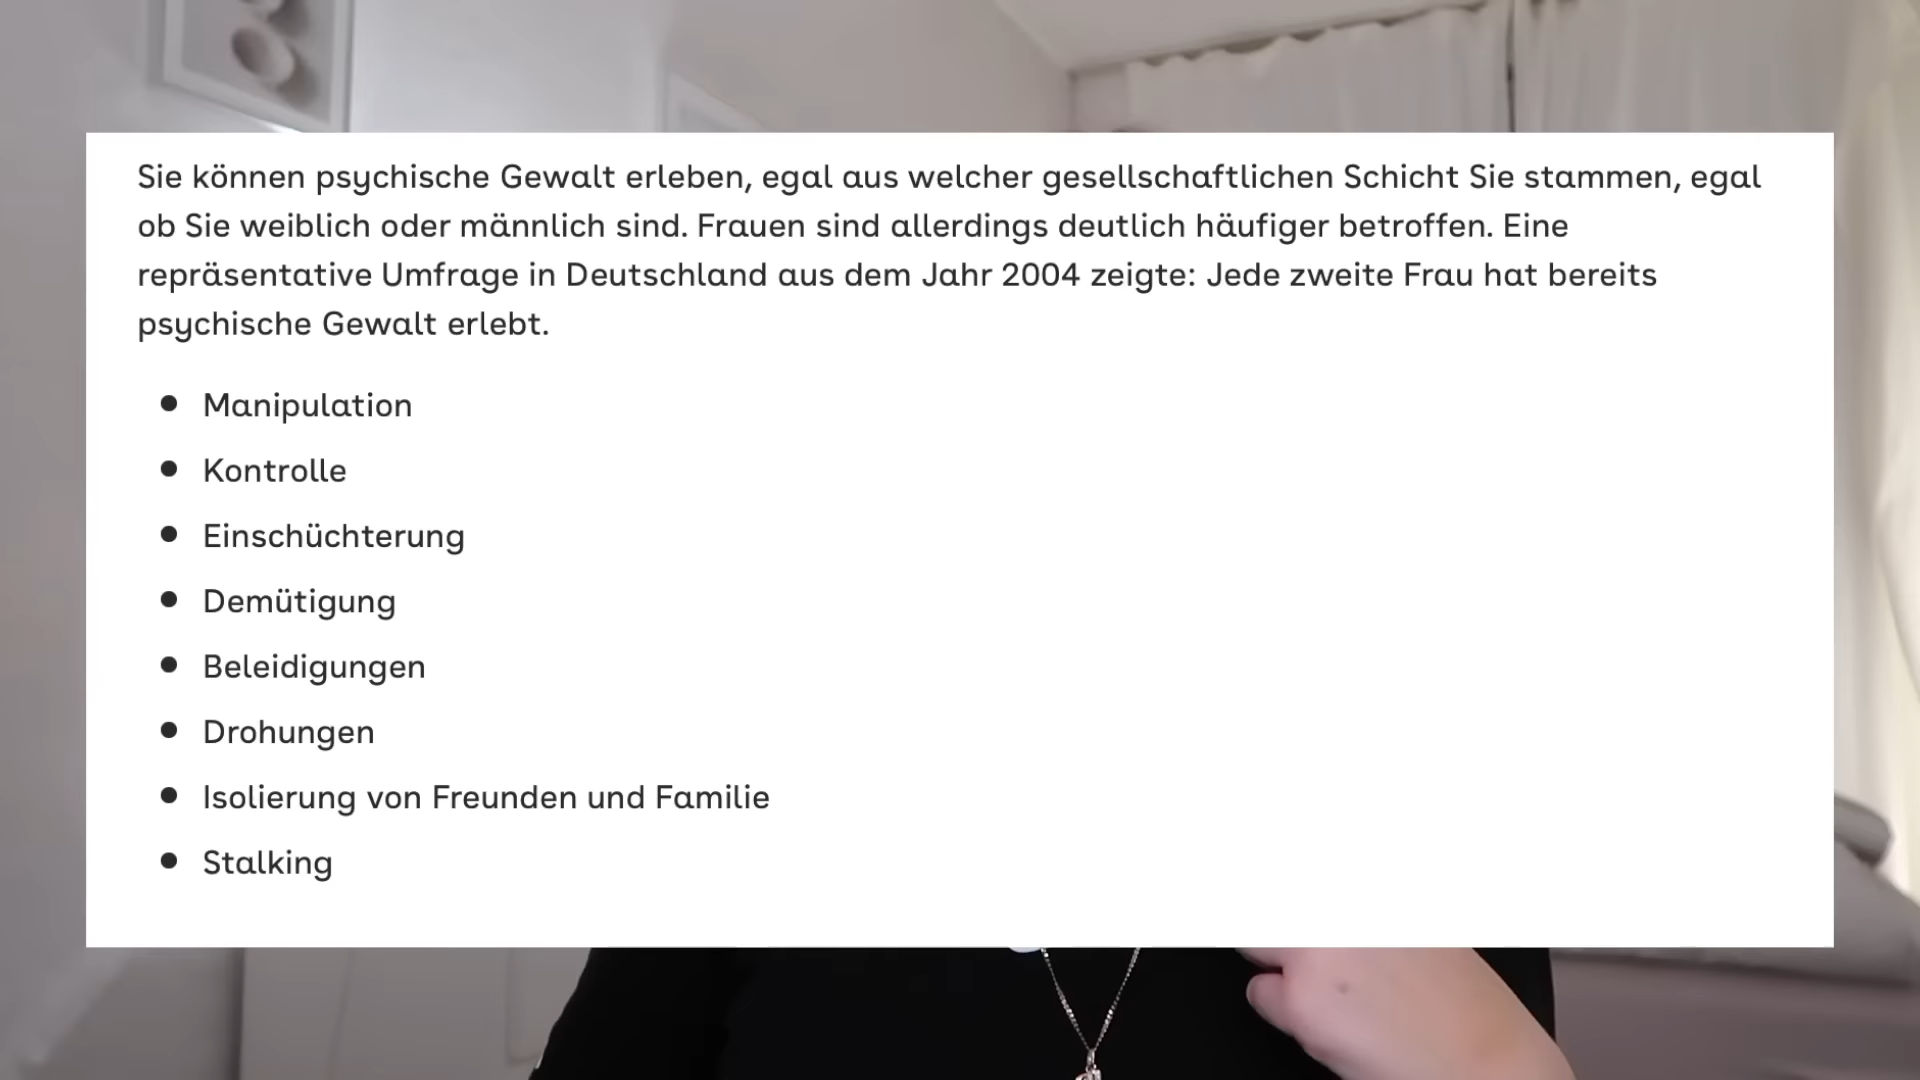 Sie können psychische Gewalt erleben, egal aus welcher gesellschaftlichen Schicht Sie stammen, egal
ob Sie weiblich oder männlich sind. Frauen sind allerdings deutlich häufiger betroffen. Eine
repräsentative Umfrage in Deutschland aus dem Jahr 2004 zeigte: Jede zweite Frau hat bereits
psychische Gewalt erlebt.
• Manipulation
• Kontrolle
• Einschüchterung
• Demütigung
• Beleidigungen
• Drohungen
• Isolierung von Freunden und Familie
• Stalking